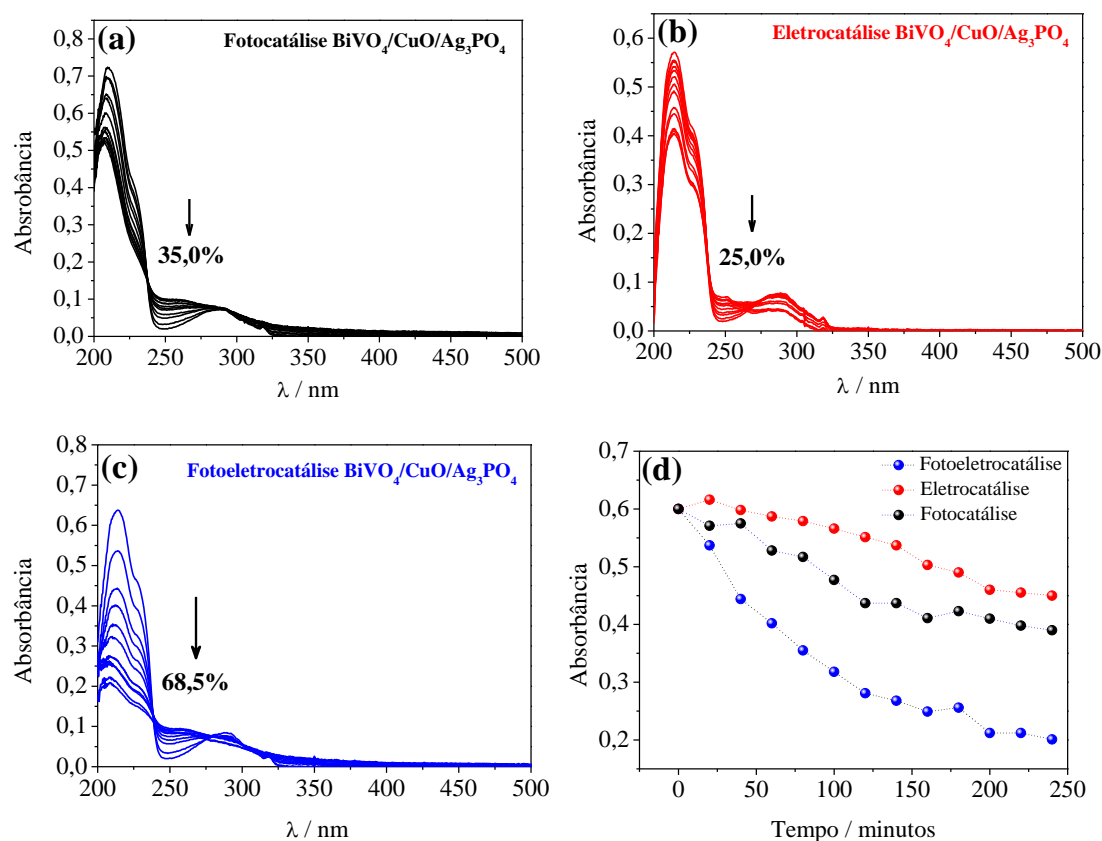 (a)
Fotocatálise BiVO₄/CuO/Ag₃PO₄
35,0%
Absrobância
0,8
0,7
0,6
0,5
0,4
0,3
0,2
0,1
0,0
200 250 300 350 400 450 500
λ / nm
(b)
Eletrocatálise BiVO₄/CuO/Ag₃PO₄
25,0%
Absorbância
0,6
0,5
0,4
0,3
0,2
0,1
0,0
200 250 300 350 400 450 500
λ / nm
(c)
Fotoeletrocatálise BiVO₄/CuO/Ag₃PO₄
68,5%
Absorbância
0,8
0,7
0,6
0,5
0,4
0,3
0,2
0,1
0,0
200 250 300 350 400 450 500
λ / nm
(d)
Fotoeletrocatálise
Eletrocatálise
Fotocatálise
Absorbância
0,7
0,6
0,5
0,4
0,3
0,2
0 50 100 150 200 250
Tempo / minutos